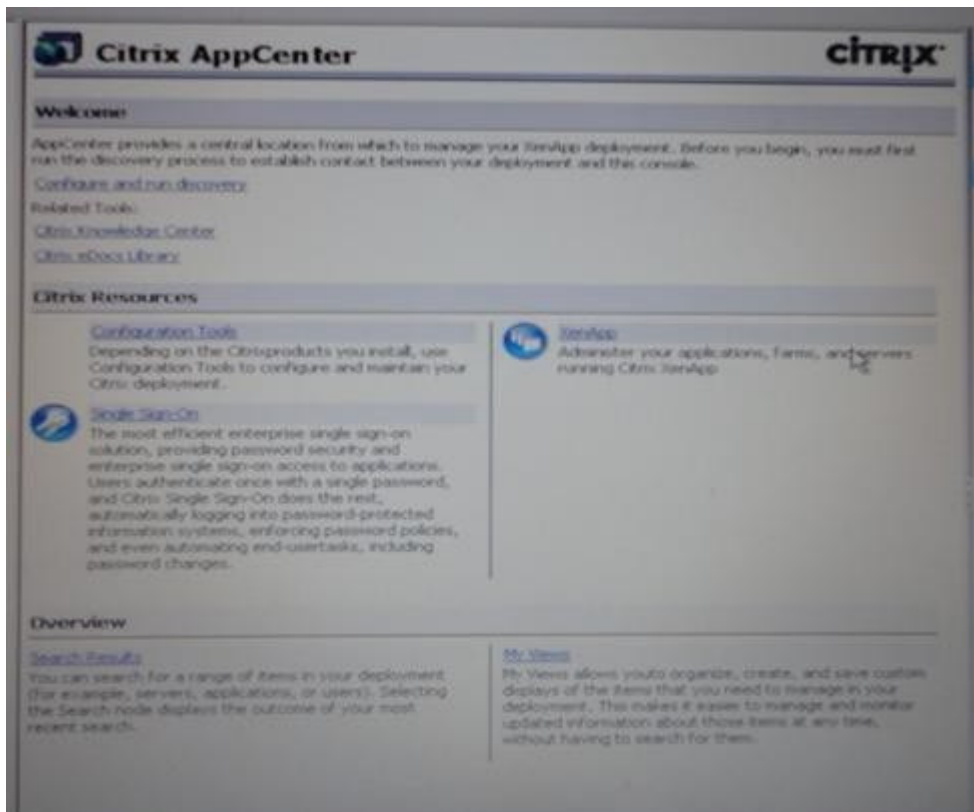 Citrix AppCenter
CİTRIX
Welcome
AppCenter provides a central location from which to manage your XenApp deployment. Before you begin, you must first
run the discovery process to establish contact between your deployment and this console.
Configure and run discovery
Related Tools:
Citrix Knowledge Center
Citrix eDocs Library
Citrix Resources
Configuration Tools
Depending on the Citrixproducts you install, use
Configuration Tools to configure and maintain your
Citrix deployment.
Single Sign-On
The most efficient enterprise single sign-on
solution, providing password security and
enterprise single sign-on access to applications.
Users authenticate once with a single password,
and Citrix Single Sign-On does the rest,
automatically logging into password-protected
information systems, enforcing password policies,
and even automating end-usertasks, including
password changes.
XenApp
Administer your applications, farms, and servers
running Citrix XenApp
Overview
Search Results
You can search for a range of items in your deployment
(for example, servers, applications, or users). Selecting
the Search node displays the outcome of your most
recent search.
My Views
My Views allows youto organize, create, and save custom
displays of the items that you need to manage in your
deployment. This makes it easier to manage and monitor
updated information about those items at any time,
without having to search for them.